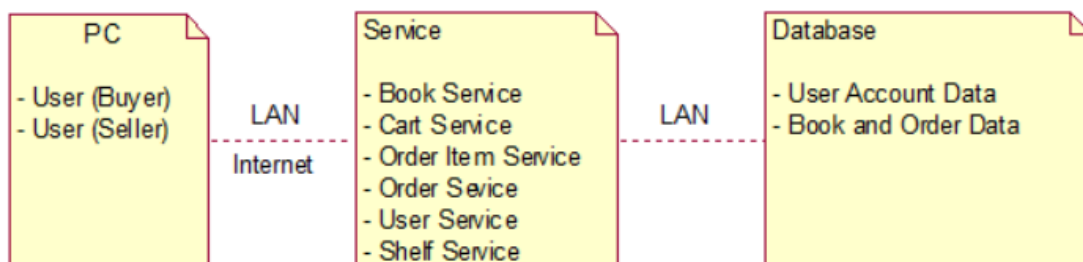 PC
- User (Buyer)
- User (Seller)
LAN
Internet
Service
- Book Service
- Cart Service
- Order Item Service
- Order Sevice
- User Service
- Shelf Service
LAN
Database
- User Account Data
- Book and Order Data